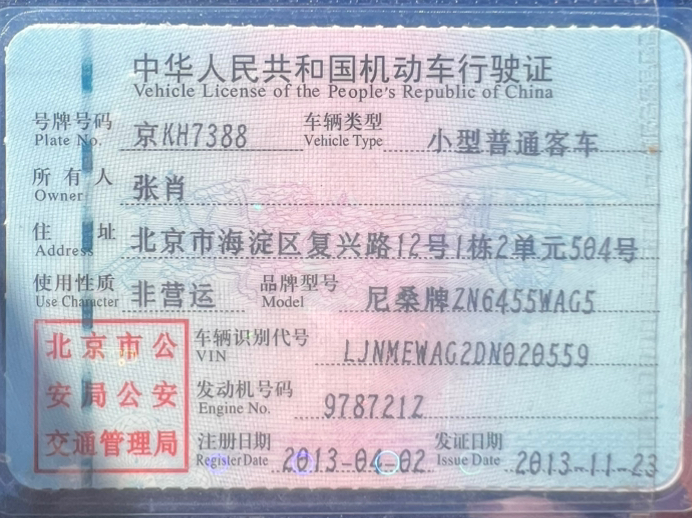 中华人民共和国机动车行驶证
Vehicle License of the People's Republic of China
号牌号码 京KH7388 车辆类型 小型普通客车
Plate No. Vehicle Type
所有人 张肖
Owner
住址 北京市海淀区复兴路12号1栋2单元504号
Address
使用性质 非营运 品牌型号 尼桑牌ZN6455WAG5
Use Character Model
北京市公
安局公安
交通管理局
车辆识别代号 LJNMEWAG2DN020559
VIN
发动机号码 978721Z
Engine No.
注册日期 2013-04-02 发证日期 2013-11-23
Register Date Issue Date